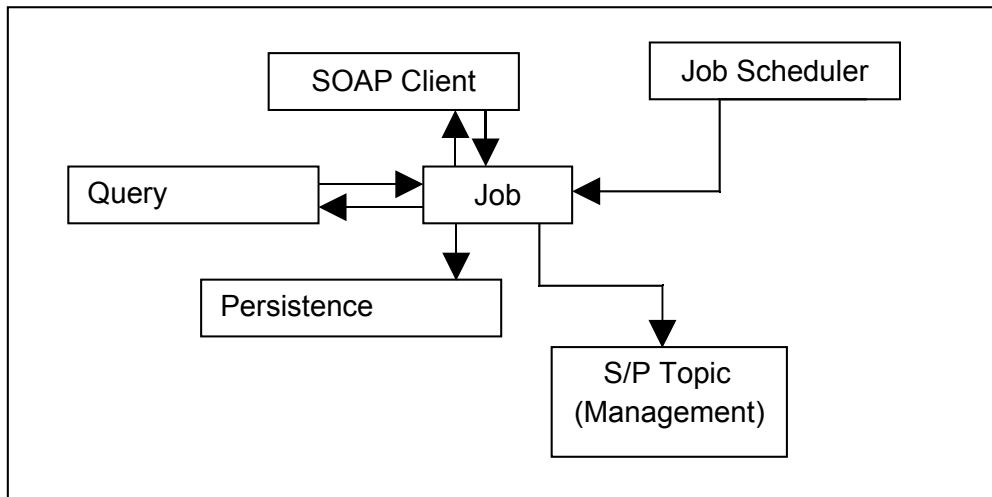 SOAP Client
Job Scheduler
Query
Job
Persistence
S/P Topic
(Management)